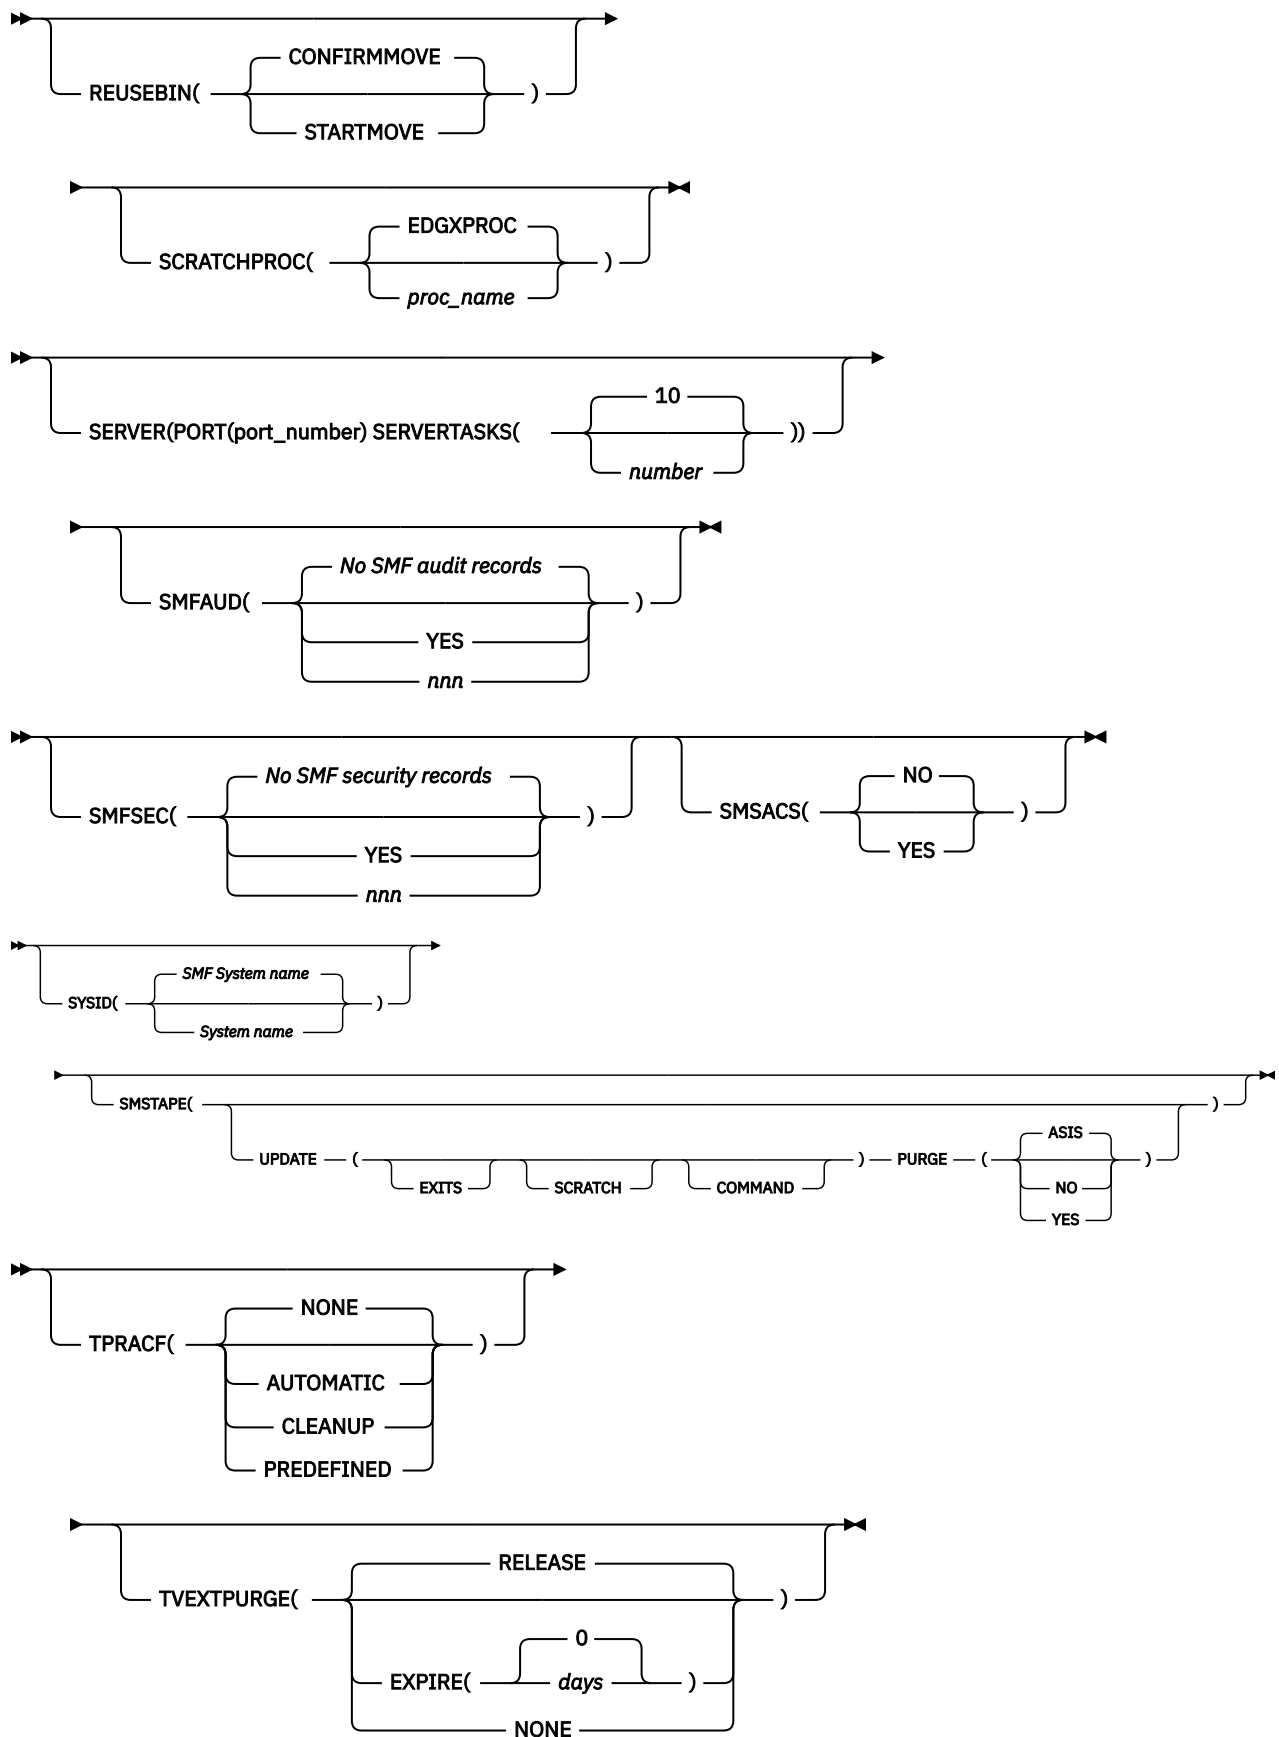 CONFIRMMOVE
REUSEBIN( )
STARTMOVE
EDGXPROC
SCRATCHPROC( )
proc_name
10
SERVER(PORT(port_number) SERVERTASKS( ))
number
No SMF audit records
SMFAUD( )
YES
nnn
No SMF security records NO
SMFSEC( ) SMSACS( )
YES YES
nnn
SMF System name
SYSID( )
System name
SMSTAPE( )
ASIS
UPDATE ( ) PURGE ( )
EXITS SCRATCH COMMAND NO
YES
NONE
TPRACF( )
AUTOMATIC
CLEANUP
PREDEFINED
RELEASE
TVEXTPURGE( )
0
EXPIRE( days )
NONE